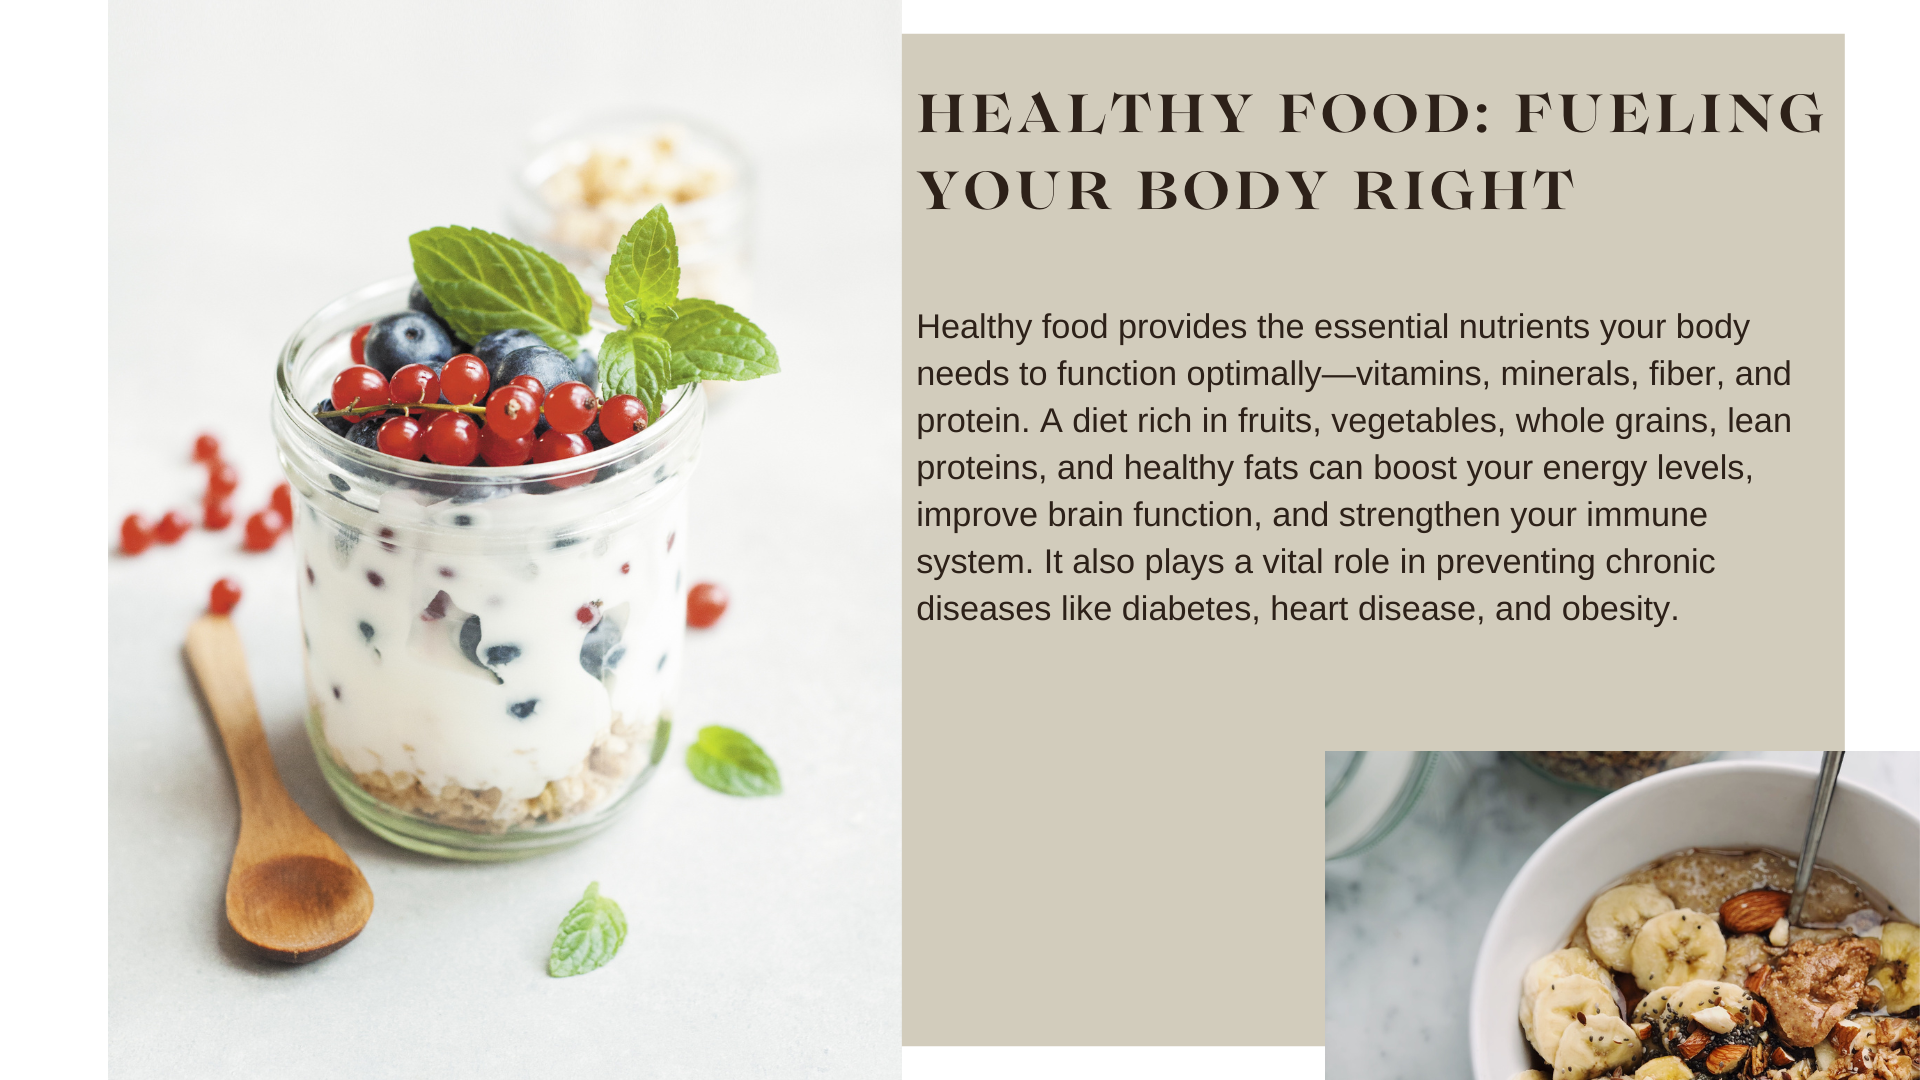 HEALTHY FOOD: FUELING
YOUR BODY RIGHT
Healthy food provides the essential nutrients your body
needs to function optimally—vitamins, minerals, fiber, and
protein. A diet rich in fruits, vegetables, whole grains, lean
proteins, and healthy fats can boost your energy levels,
improve brain function, and strengthen your immune
system. It also plays a vital role in preventing chronic
diseases like diabetes, heart disease, and obesity.